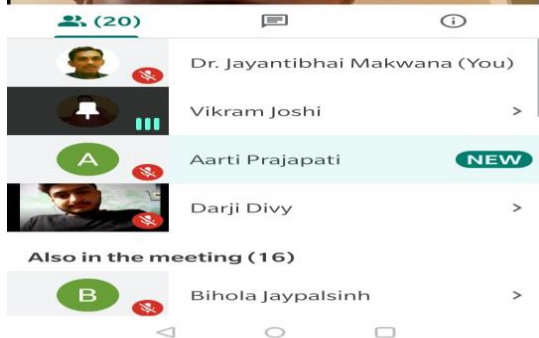 (20)
Dr. Jayantibhai Makwana (You)
Vikram Joshi
A
Aarti Prajapati
NEW
Darji Divy
Also in the meeting (16)
B
Bihola Jaypalsinh